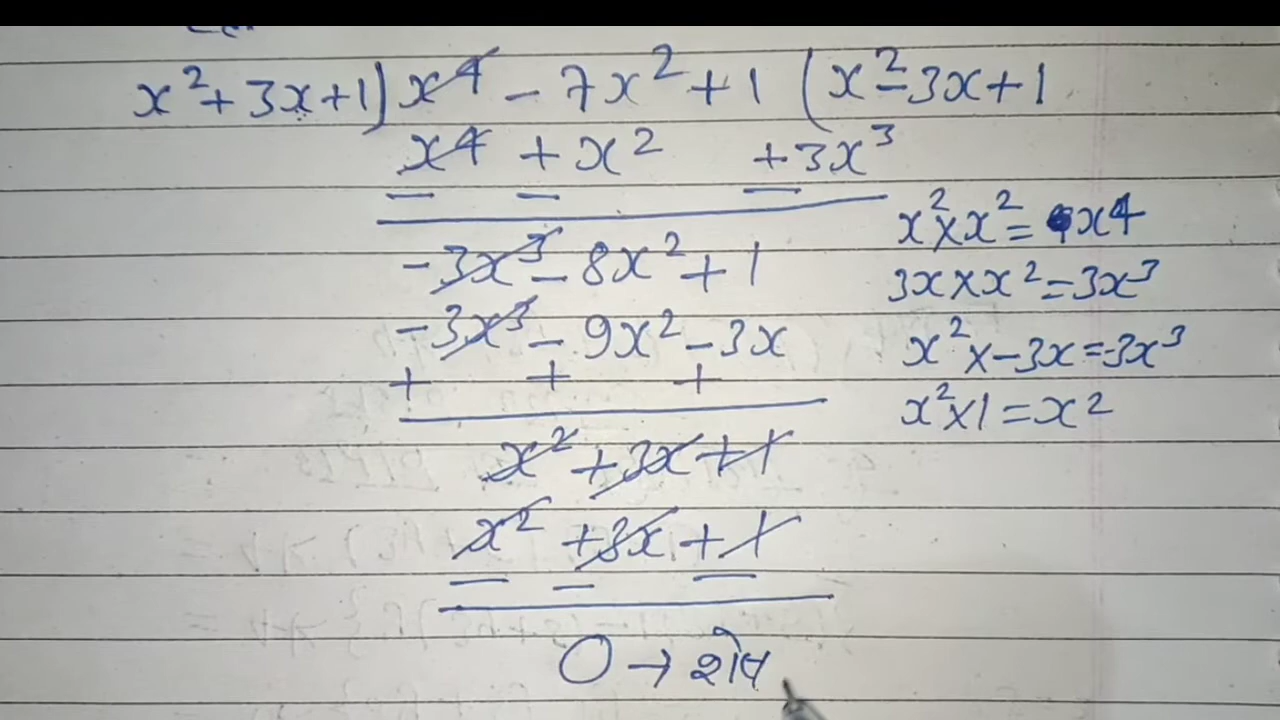 x² + 3x + 1) x⁴ - 7x² + 1 (x² - 3x + 1
x⁴ + x² + 3x³
- - -
-3x³ - 8x² + 1
-3x³ - 9x² - 3x
+ + +
x² + 3x + 1
x² + 3x + 1
- - -
0 → शेष
x² × x² = x⁴
3x × x² = 3x³
x² × -3x = -3x³
x² × 1 = x²